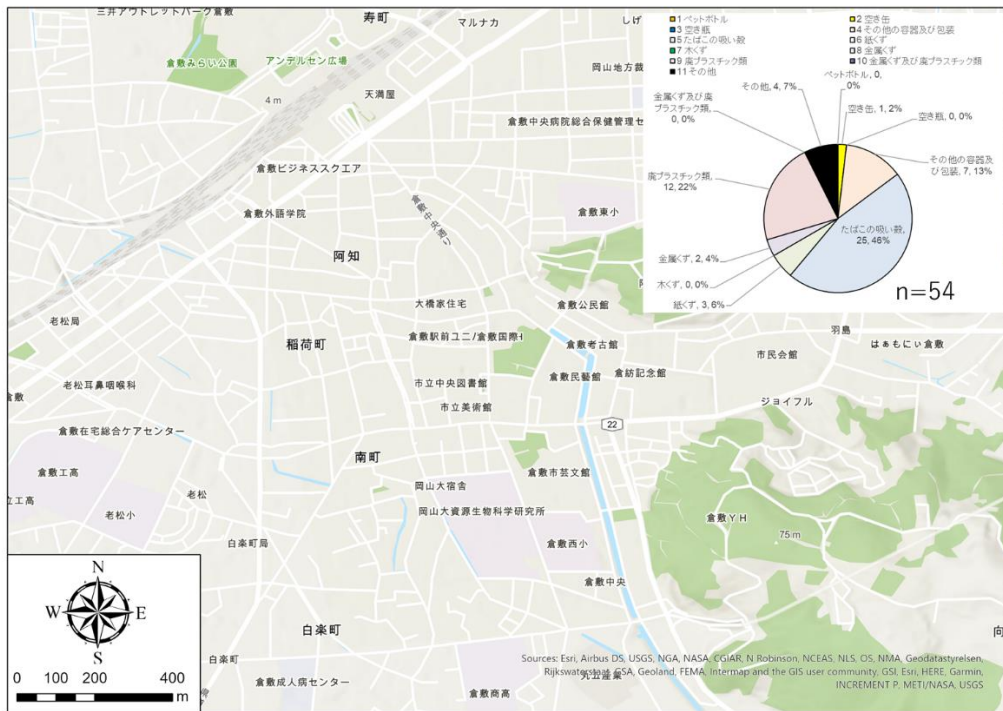 三井アウトレットパーク倉敷
寿町
マルナカ
しげ
倉敷みらい公園
アンデルセン広場
岡山地方裁
4 m
天満屋
倉敷中央病院総合保健管理セ
倉敷ビジネススクエア
倉敷中央通り
倉敷外語学院
倉敷東小
阿知
大橋家住宅
倉敷公民館
老松局
稲荷町
倉敷駅前ユニ/倉敷国際H
倉敷考古館
羽島
市民会館
はぁもにぃ倉敷
老松耳鼻咽喉科
市立中央図書館
倉敷民藝館
倉紡記念館
倉敷
市立美術館
ジョイフル
22
倉敷在宅総合ケアセンター
南町
倉敷工高
倉敷市芸文館
老松
岡山大宿舎
立工高
老松小
岡山大資源生物科学研究所
倉敷YH
75 m
白楽町局
倉敷西小
倉敷中央
白楽町
向
白楽町
倉敷成人病センター
倉敷商高
1 ペットボトル
2 空き缶
3 空き瓶
4 その他の容器及び包装
5 たばこの吸い殻
6 紙くず
7 木くず
8 金属くず
9 廃プラスチック類
10 金属くず及び廃プラスチック類
11 その他
その他, 4, 7%
ペットボトル, 0,
0%
金属くず及び廃
プラスチック類,
0, 0%
空き缶, 1, 2%
空き瓶, 0, 0%
その他の容器及
び包装, 7, 13%
廃プラスチック類,
12, 22%
たばこの吸い殻,
25, 46%
金属くず, 2, 4%
木くず, 0, 0%
紙くず, 3, 6%
n=54
N
W
E
S
0
100
200
400
m
Sources: Esri, Airbus DS, USGS, NGA, NASA, CGIAR, N Robinson, NCEAS, NLS, OS, NMA, Geodatastyrelsen,
Rijkswaterstaat, GSA, Geoland, FEMA, Intermap and the GIS user community, GSI, Esri, HERE, Garmin,
INCREMENT P, METI/NASA, USGS